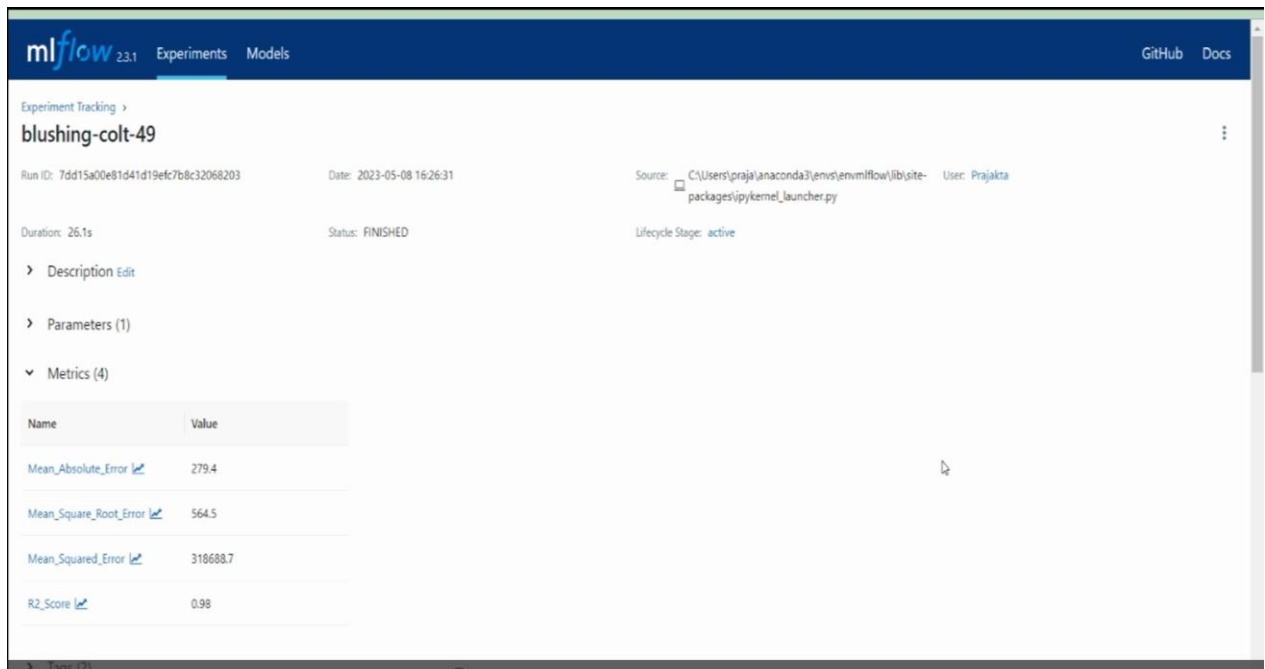 mlflow 2.3.1 Experiments Models GitHub Docs
Experiment Tracking ›
blushing-colt-49
Run ID: 7dd15a00e81d41d19efc7b8c32068203 Date: 2023-05-08 16:26:31 Source: C:\Users\praja\anaconda3\envs\envmlflow\lib\site- User: Prajakta
packages\ipykernel_launcher.py
Duration: 26.1s Status: FINISHED Lifecycle Stage: active
Description Edit
Parameters (1)
Metrics (4)
Name Value
Mean_Absolute_Error 279.4
Mean_Square_Root_Error 564.5
Mean_Squared_Error 318688.7
R2_Score 0.98
Tags (2)